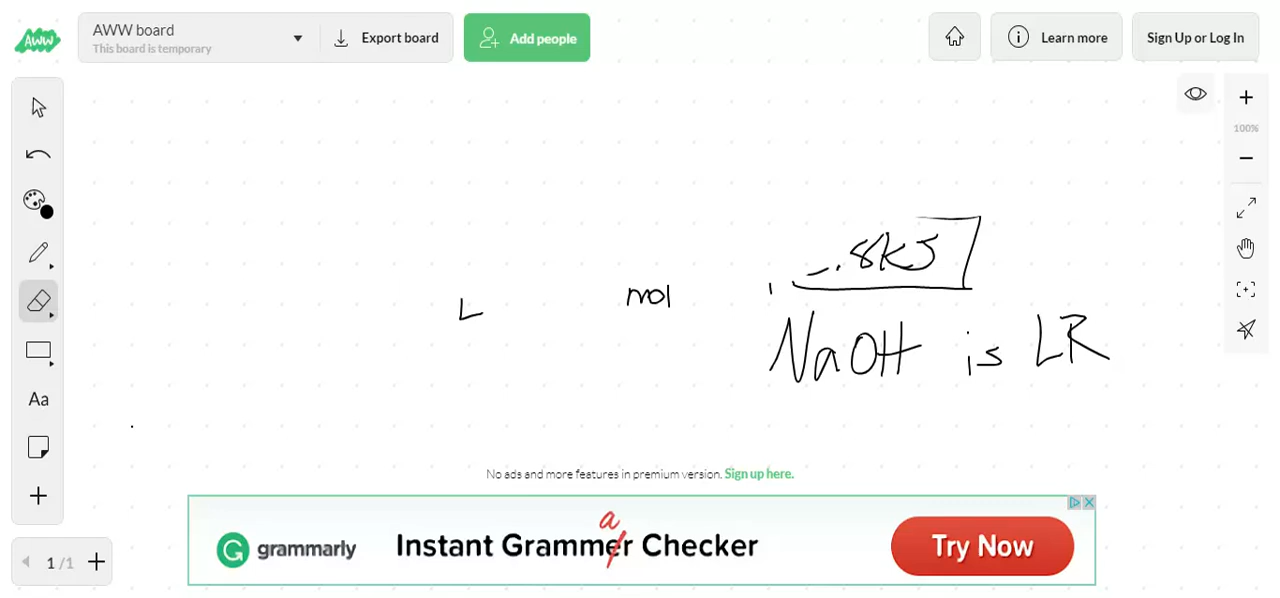 AWW
AWW board
This board is temporary
Export board
Add people
Learn more
Sign Up or Log In
100%
-.8KJ
L
mol
NaOH is LR
Aa
No ads and more features in premium version. Sign up here.
G grammarly
Instant Grammer Checker
a
Try Now
1 / 1